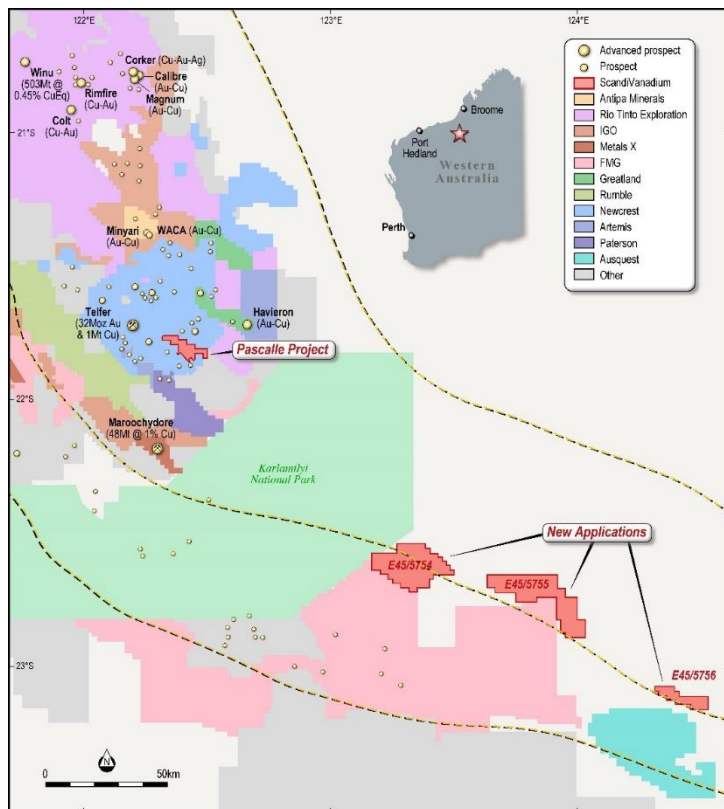 122°E
123°E
124°E
21°S
22°S
23°S
Winu
(503Mt @
0.45% CuEq)
Corker (Cu-Au-Ag)
Calibre
(Au-Cu)
Rimfire
(Cu-Au)
Magnum
(Au-Cu)
Colt
(Cu-Au)
Minyari
(Au-Cu)
WACA (Au-Cu)
Telfer
(32Moz Au
& 1Mt Cu)
Havieron
(Au-Cu)
Pascalle Project
Maroochydore
(48Mt @ 1% Cu)
Karlamilyi
National Park
New Applications
E45/5754
E45/5755
E45/5756
Broome
Port
Hedland
Western
Australia
Perth
Advanced prospect
Prospect
ScandiVanadium
Antipa Minerals
Rio Tinto Exploration
IGO
Metals X
FMG
Greatland
Rumble
Newcrest
Artemis
Paterson
Ausquest
Other
N
0
50km